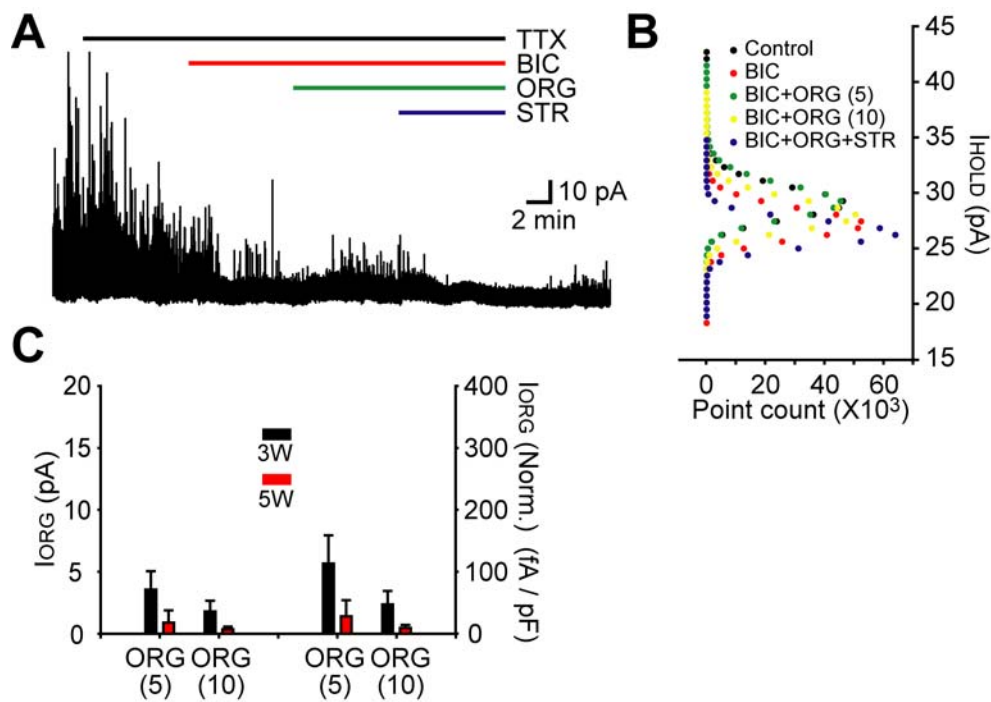 A
TTX
BIC
ORG
STR
10 pA
2 min
B
Control
BIC
BIC+ORG (5)
BIC+ORG (10)
BIC+ORG+STR
45
40
35
30
25
20
15
IHOLD (pA)
0 20 40 60
Point count (X10³)
C
20
15
10
5
0
IORG (pA)
3W
5W
400
300
200
100
0
IORG (Norm.) (fA / pF)
ORG ORG ORG ORG
(5) (10) (5) (10)